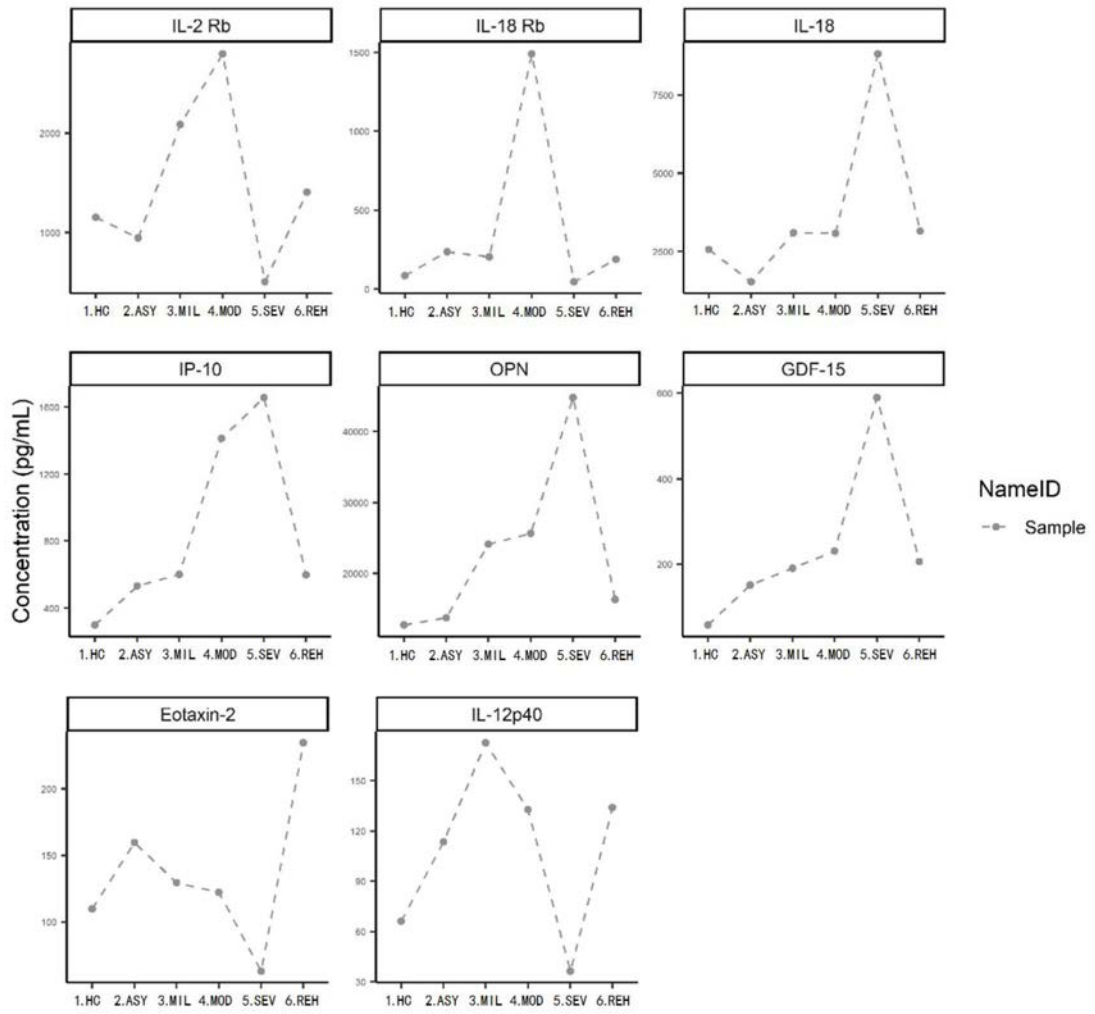 IL-2 Rb
IL-18 Rb
IL-18
2000
1000
1500
1000
500
0
7500
5000
2500
1.HC 2.ASY 3.MIL 4.MOD 5.SEV 6.REH
1.HC 2.ASY 3.MIL 4.MOD 5.SEV 6.REH
1.HC 2.ASY 3.MIL 4.MOD 5.SEV 6.REH
Concentration (pg/mL)
IP-10
OPN
GDF-15
1600
1200
800
400
40000
30000
20000
600
400
200
1.HC 2.ASY 3.MIL 4.MOD 5.SEV 6.REH
1.HC 2.ASY 3.MIL 4.MOD 5.SEV 6.REH
1.HC 2.ASY 3.MIL 4.MOD 5.SEV 6.REH
NameID
Sample
Eotaxin-2
IL-12p40
200
150
100
150
120
90
60
30
1.HC 2.ASY 3.MIL 4.MOD 5.SEV 6.REH
1.HC 2.ASY 3.MIL 4.MOD 5.SEV 6.REH